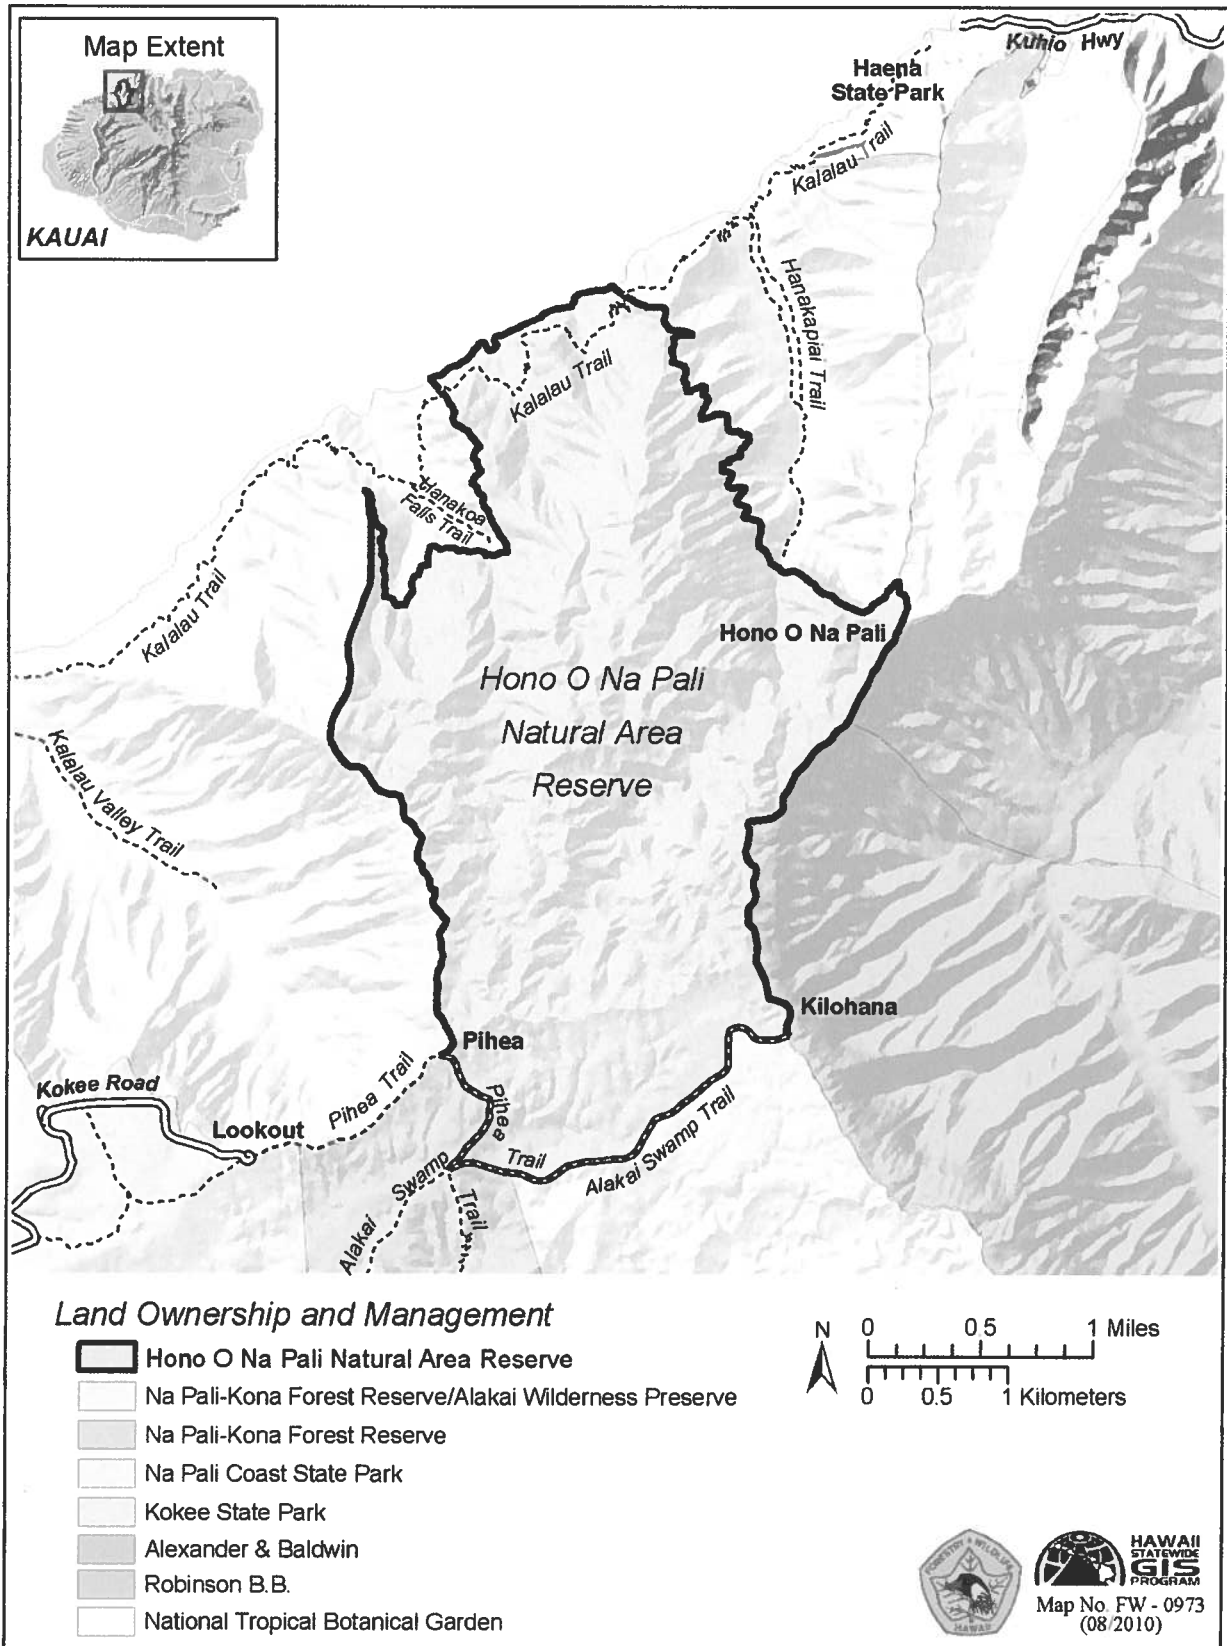 Map Extent
KAUAI
Kuhio Hwy
Haena
State Park
Kalalau Trail
Hanakapiai Trail
Kalalau Trail
Hanakoa
Falls Trail
Kalalau Trail
Hono O Na Pali
Hono O Na Pali
Natural Area
Reserve
Kalalau Valley Trail
Kilohana
Pihea
Kokee Road
Pihea Trail
Lookout
Pihea
Trail
Alakai Swamp Trail
Alakai
Swamp
Trail
Land Ownership and Management
Hono O Na Pali Natural Area Reserve
Na Pali-Kona Forest Reserve/Alakai Wilderness Preserve
Na Pali-Kona Forest Reserve
Na Pali Coast State Park
Kokee State Park
Alexander & Baldwin
Robinson B.B.
National Tropical Botanical Garden
N
0 0.5 1 Miles
0 0.5 1 Kilometers
FORESTRY & WILDLIFE
HAWAII
HAWAII
STATEWIDE
GIS
PROGRAM
Map No. FW - 0973
(08/2010)